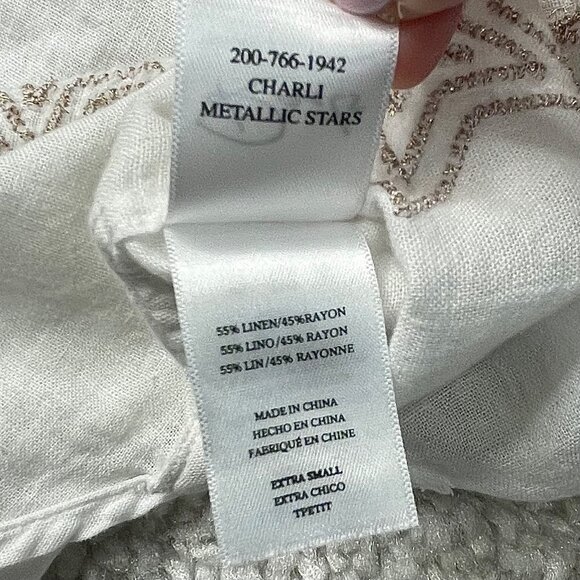 200-766-1942
CHARLI
METALLIC STARS
55% LINEN/45%RAYON
55% LINO/45% RAYON
55% LIN/45% RAYONNE
MADE IN CHINA
HECHO EN CHINA
FABRIQUÉ EN CHINE
EXTRA SMALL
EXTRA CHICO
TPETIT